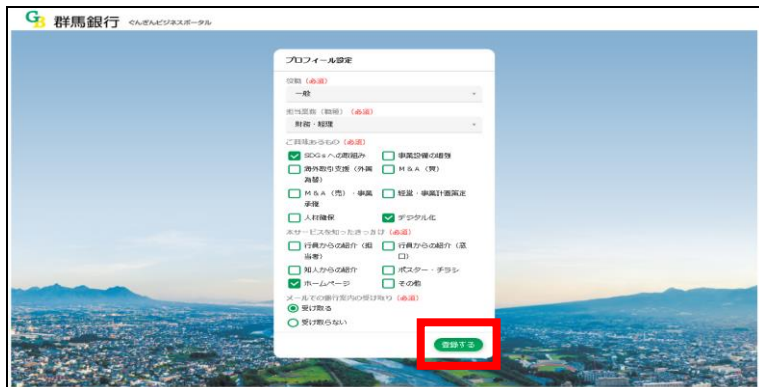 GB 群馬銀行 ぐんぎんビジネスポータル
プロフィール設定
役職（必須）
一般
担当業務（職種）（必須）
財務・経理
ご興味あるもの（必須）
SDGsへの取組み
事業設備の増強
海外取引支援（外国為替）
M＆A（買）
M＆A（売）・事業承継
経営・事業計画策定
人材確保
デジタル化
本サービスを知ったきっかけ（必須）
行員からの紹介（担当者）
行員からの紹介（窓口）
知人からの紹介
ポスター・チラシ
ホームページ
その他
メールでの銀行案内の受け取り（必須）
受け取る
受け取らない
登録する